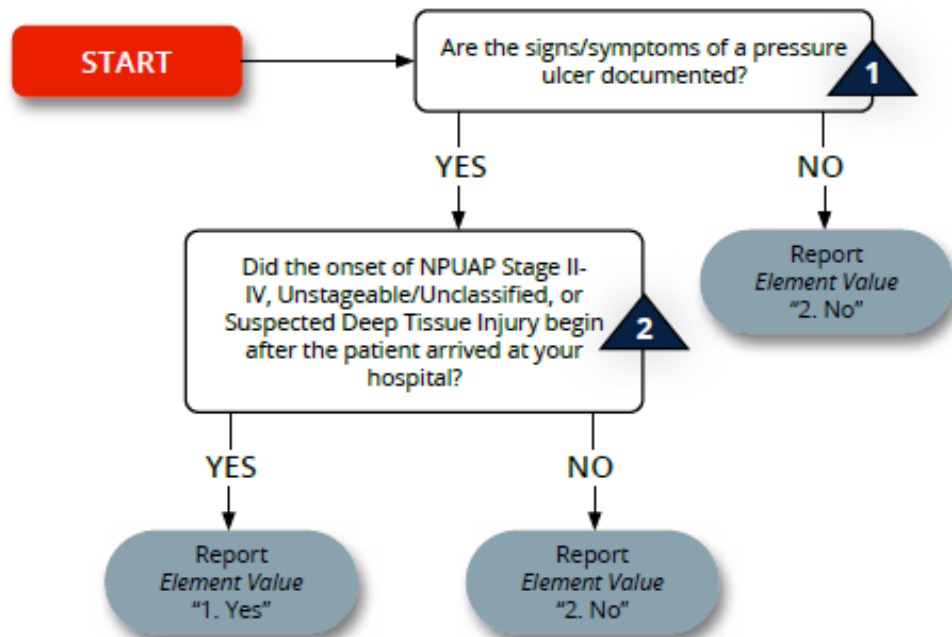 START
Are the signs/symptoms of a pressure
ulcer documented?
1
YES
NO
Report
Element Value
“2. No”
Did the onset of NPUAP Stage II-
IV, Unstageable/Unclassified, or
Suspected Deep Tissue Injury begin
after the patient arrived at your
hospital?
2
YES
NO
Report
Element Value
“1. Yes”
Report
Element Value
“2. No”